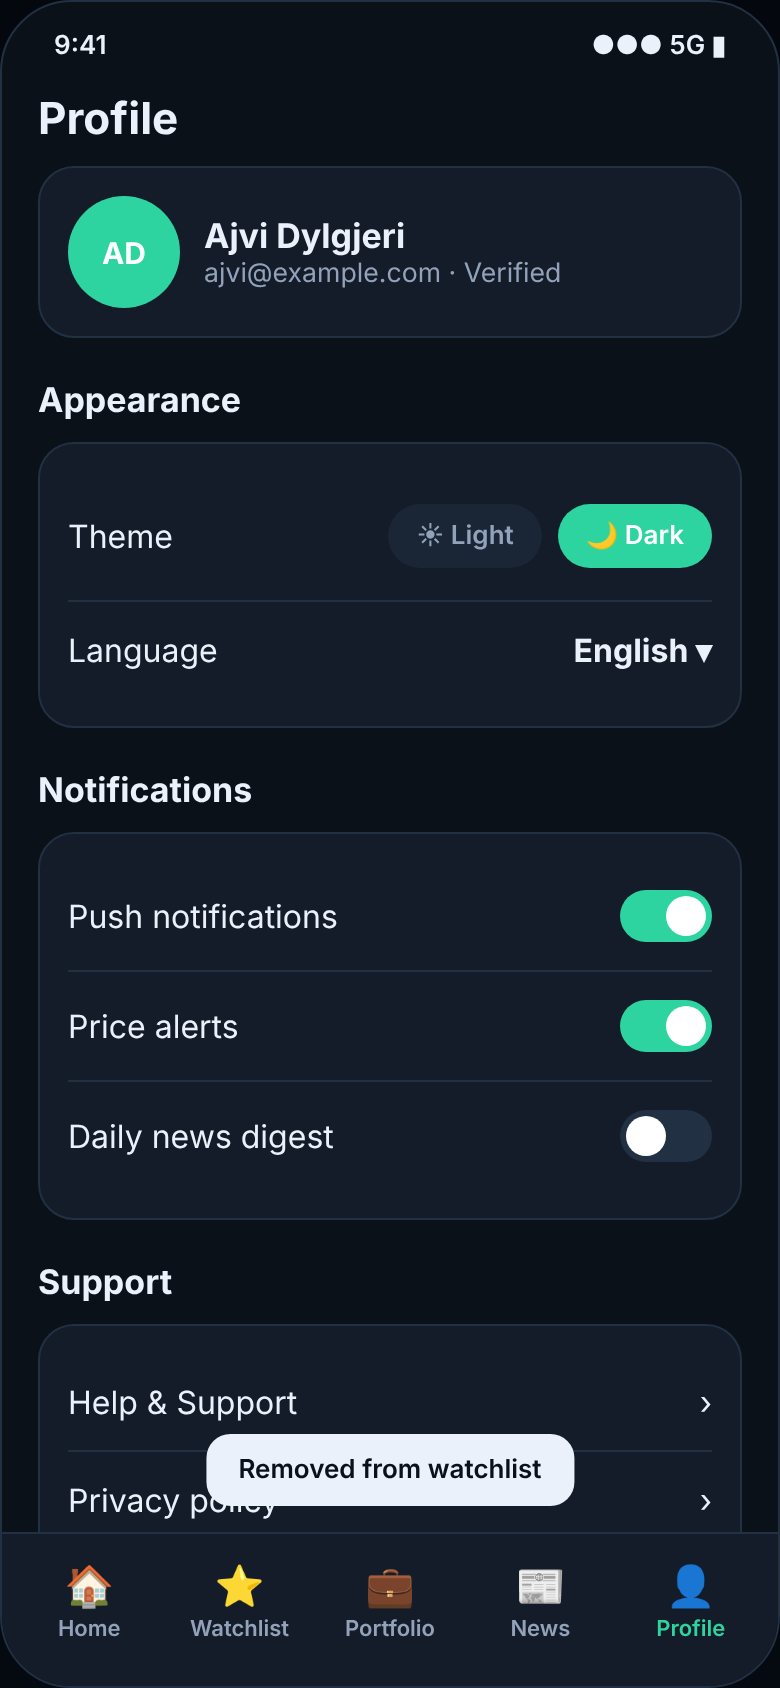 9:41
5G
Profile
AD
Ajvi Dylgjeri
ajvi@example.com · Verified
Appearance
Theme
☀ Light
🌙 Dark
Language
English ▾
Notifications
Push notifications
Price alerts
Daily news digest
Support
Help & Support ›
Removed from watchlist
Privacy policy ›
Home
Watchlist
Portfolio
News
Profile